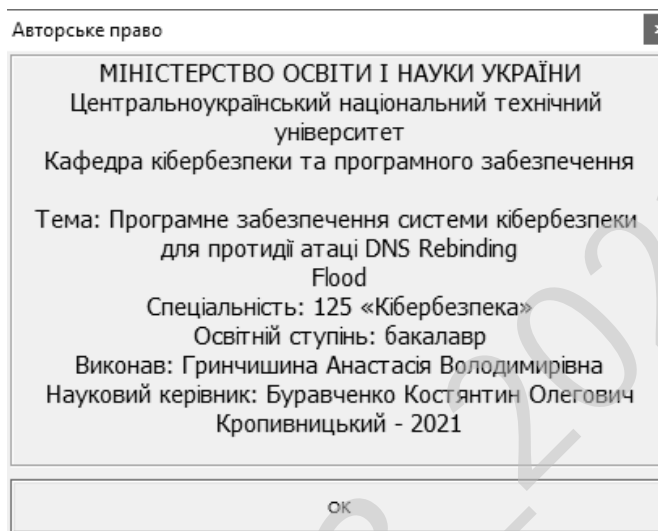 Авторське право
МІНІСТЕРСТВО ОСВІТИ І НАУКИ УКРАЇНИ
Центральноукраїнський національний технічний
університет
Кафедра кібербезпеки та програмного забезпечення
Тема: Програмне забезпечення системи кібербезпеки
для протидії атаці DNS Rebinding
Flood
Спеціальність: 125 «Кібербезпека»
Освітній ступінь: бакалавр
Виконав: Гринчишина Анастасія Володимирівна
Науковий керівник: Буравченко Костянтин Олегович
Кропивницький - 2021
ОК